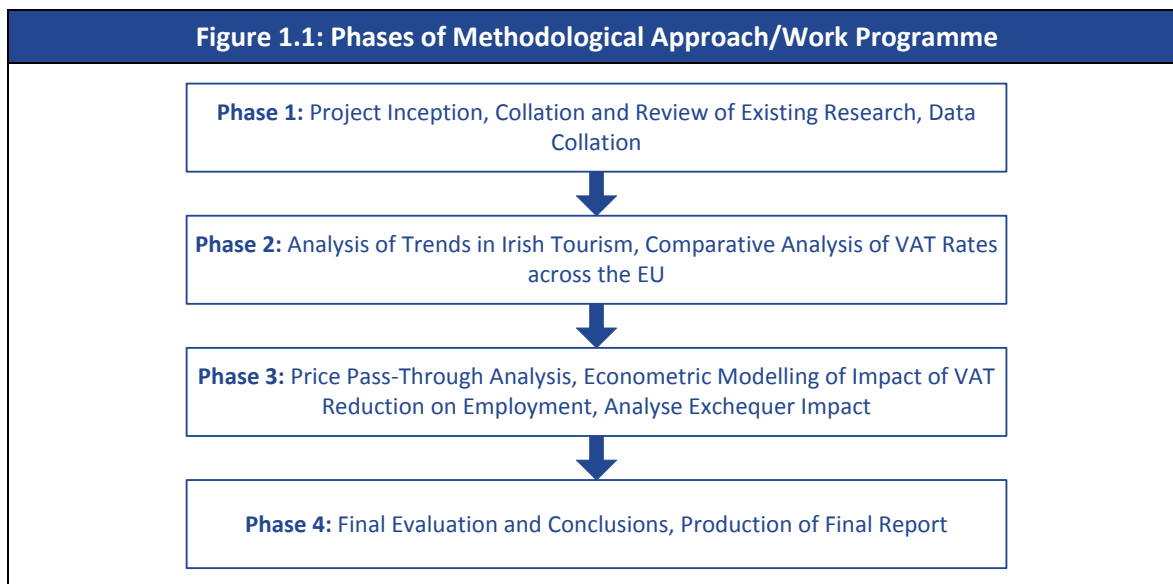 Figure 1.1: Phases of Methodological Approach/Work Programme
Phase 1: Project Inception, Collation and Review of Existing Research, Data
Collation
Phase 2: Analysis of Trends in Irish Tourism, Comparative Analysis of VAT Rates
across the EU
Phase 3: Price Pass-Through Analysis, Econometric Modelling of Impact of VAT
Reduction on Employment, Analyse Exchequer Impact
Phase 4: Final Evaluation and Conclusions, Production of Final Report